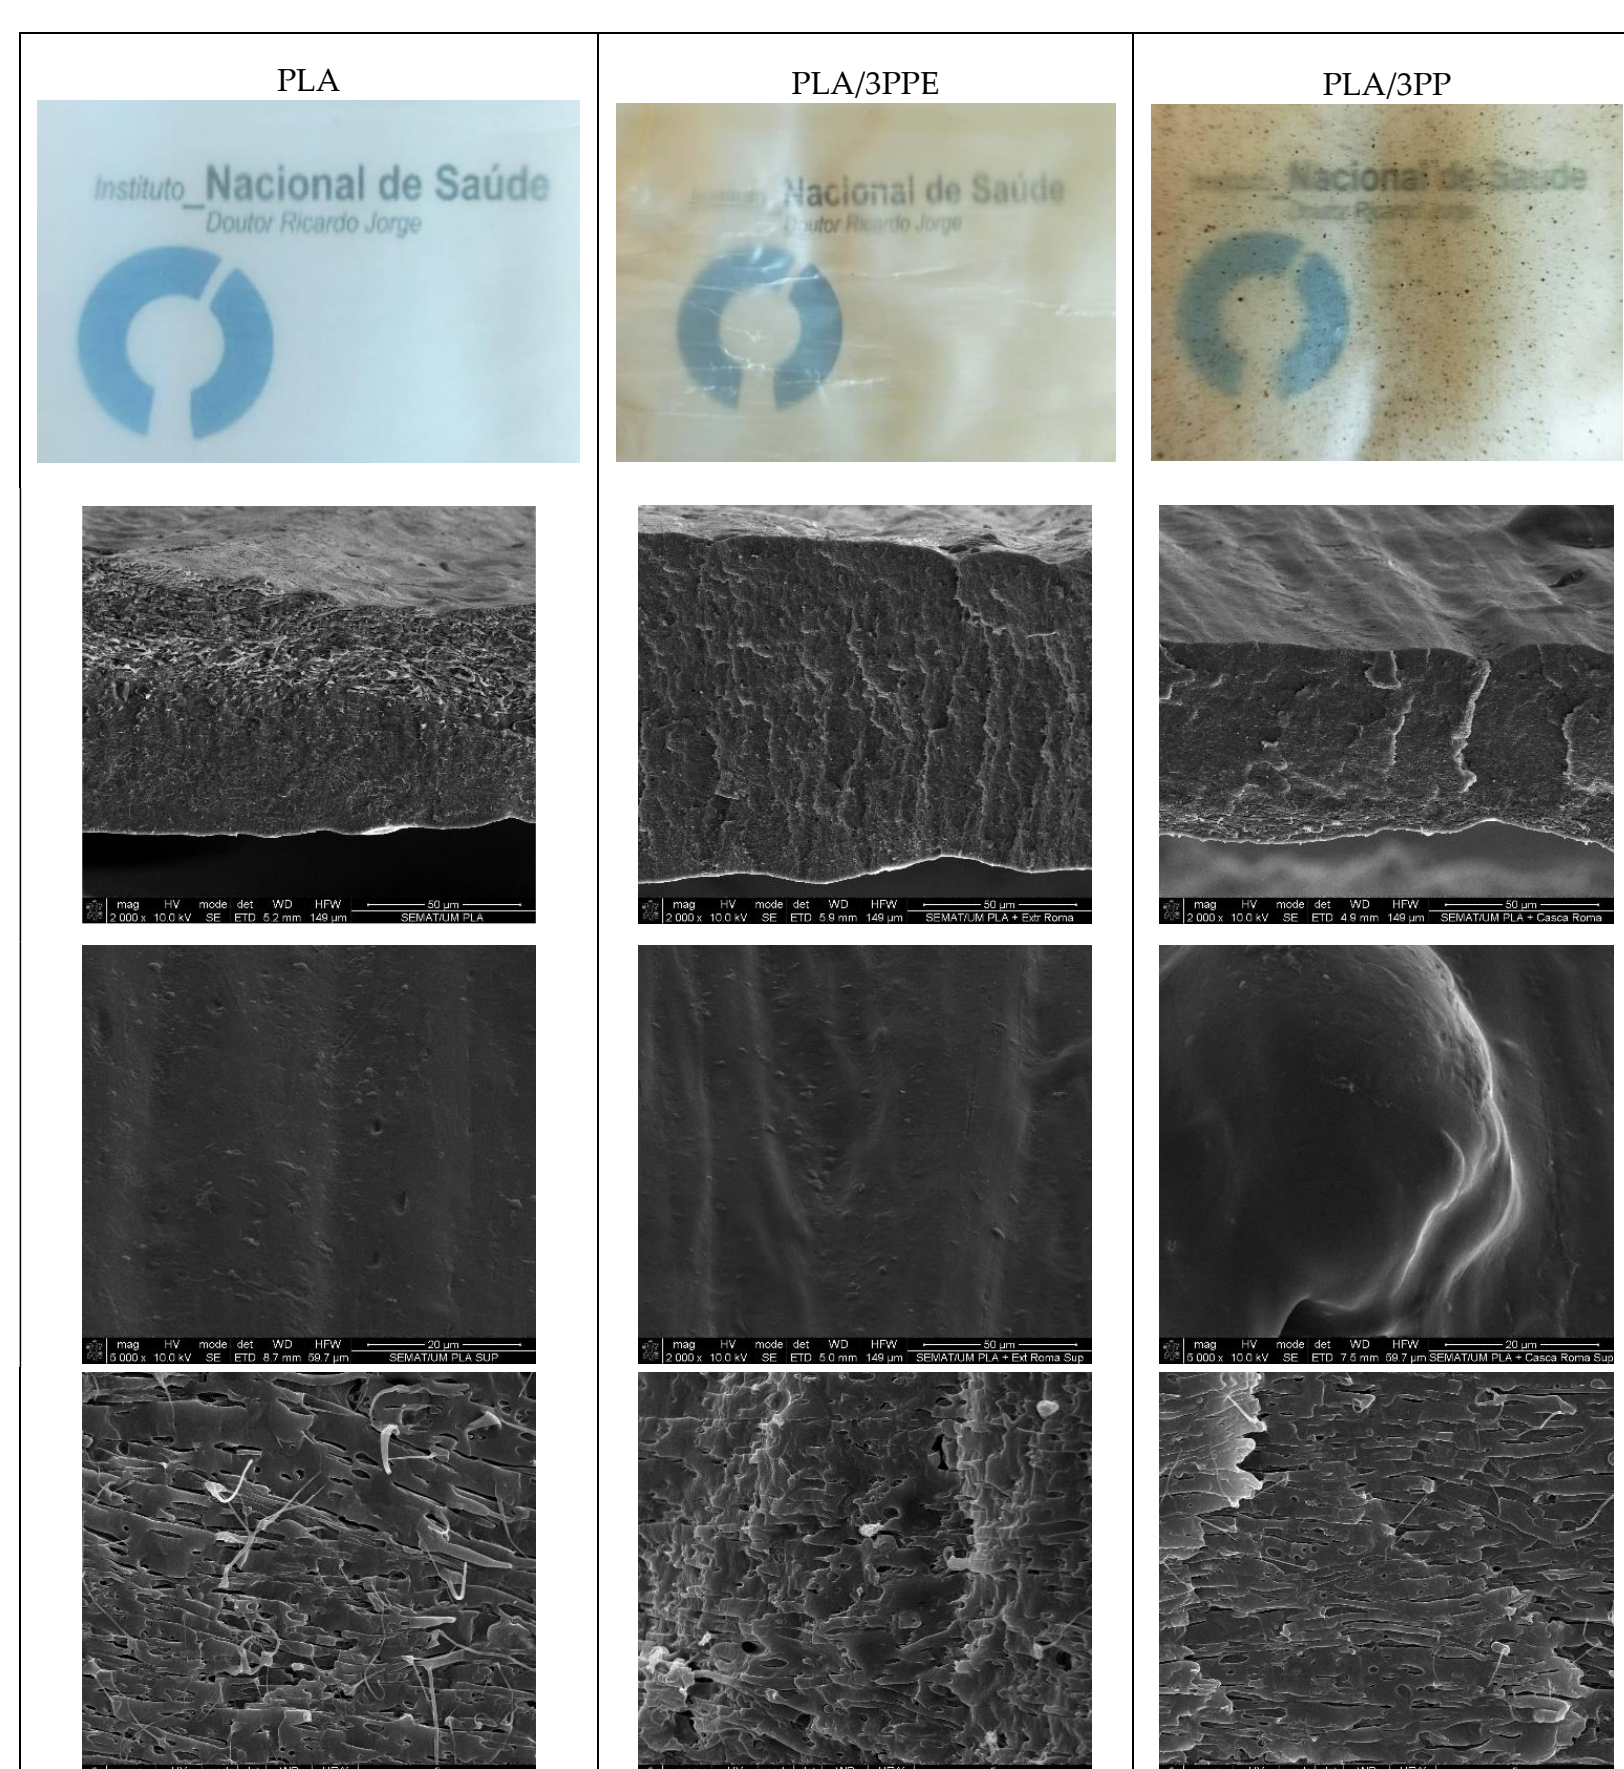 PLA
PLA/3PPE
PLA/3PP
Instituto_Nacional de Saúde
Doutor Ricardo Jorge
Nacional de Saúde
Doutor Ricardo Jorge
Nacional de Saúde
Doutor Ricardo Jorge
mag HV mode det WD HFW 50 µm
2 000 x 10.0 kV SE ETD 5.2 mm 149 µm SEMAT/UM PLA
mag HV mode det WD HFW 50 µm
2 000 x 10.0 kV SE ETD 5.9 mm 149 µm SEMAT/UM PLA + Extr Roma
mag HV mode det WD HFW 50 µm
2 000 x 10.0 kV SE ETD 4.9 mm 149 µm SEMAT/UM PLA + Casca Roma
mag HV mode det WD HFW 20 µm
5 000 x 10.0 kV SE ETD 8.7 mm 59.7 µm SEMAT/UM PLA SUP
mag HV mode det WD HFW 50 µm
2 000 x 10.0 kV SE ETD 5.0 mm 149 µm SEMAT/UM PLA + Ext Roma Sup
mag HV mode det WD HFW 20 µm
5 000 x 10.0 kV SE ETD 7.5 mm 59.7 µm SEMAT/UM PLA + Casca Roma Sup